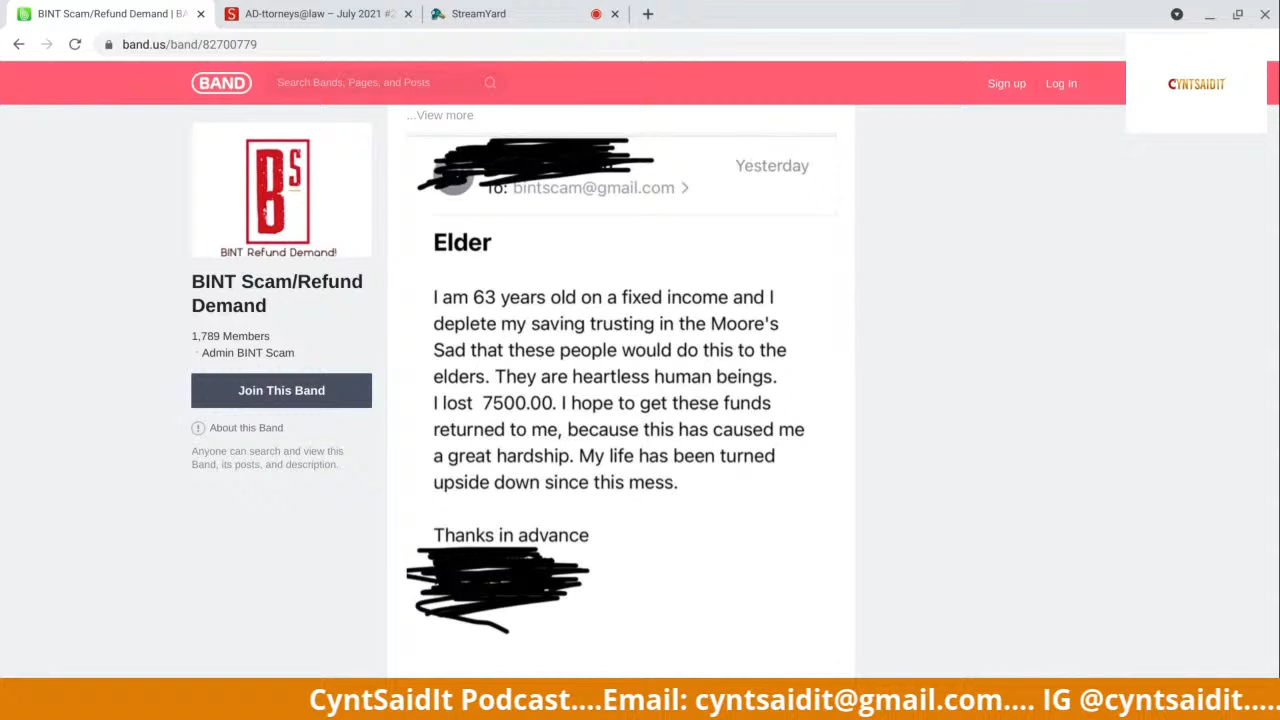 BINT Scam/Refund Demand | BA
AD-ttorneys@law – July 2021 #2
StreamYard
band.us/band/82700779
BAND
Search Bands, Pages, and Posts
Sign up
Log In
CYNTSAIDIT
...View more
Yesterday
To: bintscam@gmail.com
BS
BINT Refund Demand!
BINT Scam/Refund
Demand
1,789 Members
· Admin BINT Scam
Join This Band
About this Band
Anyone can search and view this
Band, its posts, and description.
Elder
I am 63 years old on a fixed income and I
deplete my saving trusting in the Moore's
Sad that these people would do this to the
elders. They are heartless human beings.
I lost 7500.00. I hope to get these funds
returned to me, because this has caused me
a great hardship. My life has been turned
upside down since this mess.
Thanks in advance
CyntSaidIt Podcast....Email: cyntsaidit@gmail.com.... IG @cyntsaidit.....